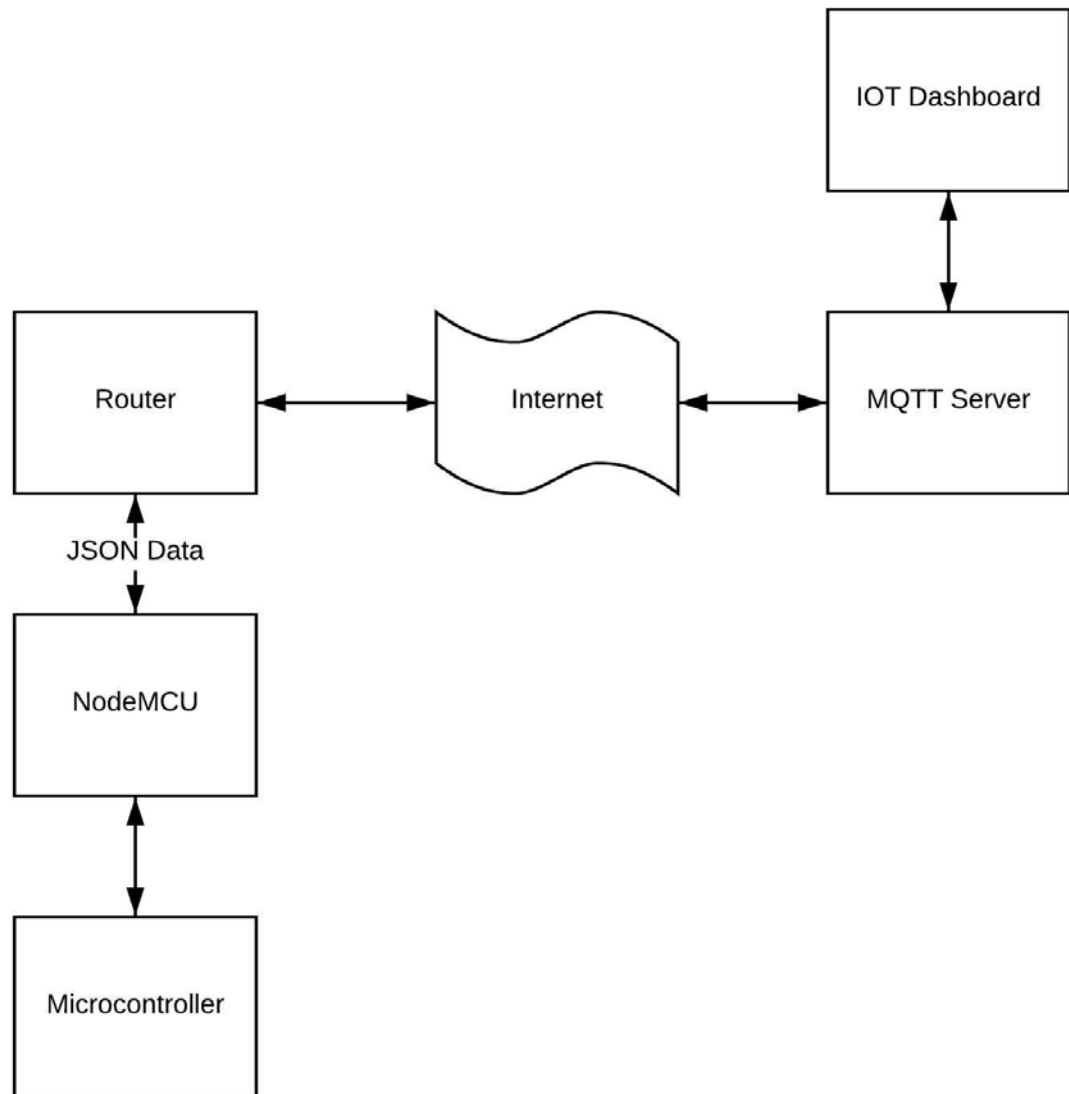 IOT Dashboard
Router
Internet
MQTT Server
JSON Data
NodeMCU
Microcontroller